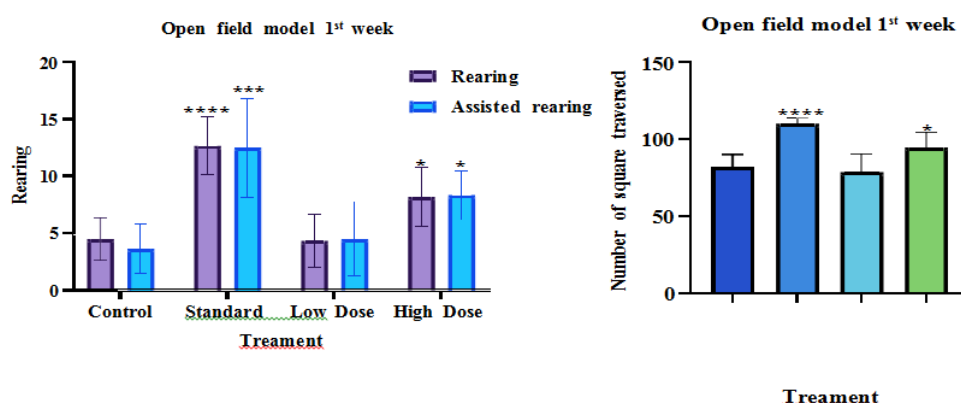 Open field model 1st week
20
15
10
5
0
Rearing
Rearing
Assisted rearing
****
***
*
*
Control Standard Low Dose High Dose
Treament
Open field model 1st week
150
100
50
0
Number of square traversed
****
*
Treament